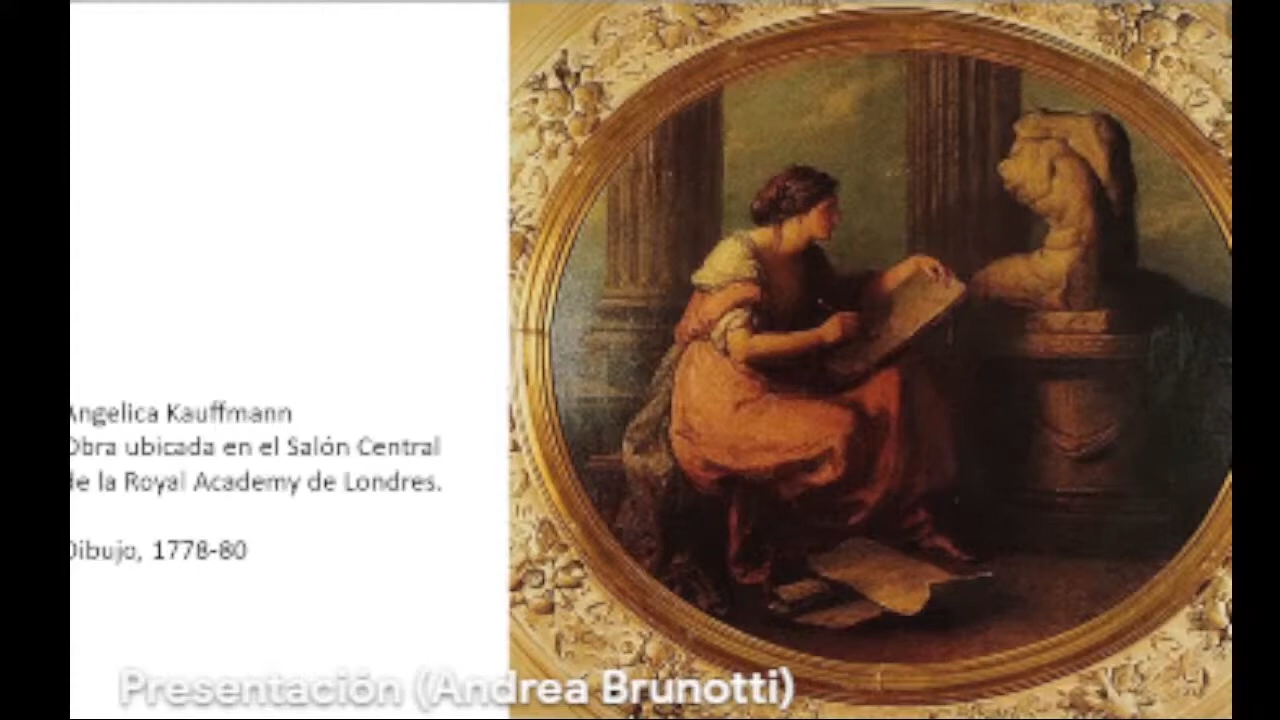 Angelica Kauffmann
Obra ubicada en el Salón Central
de la Royal Academy de Londres.
Dibujo, 1778-80
Presentación (Andrea Brunotti)